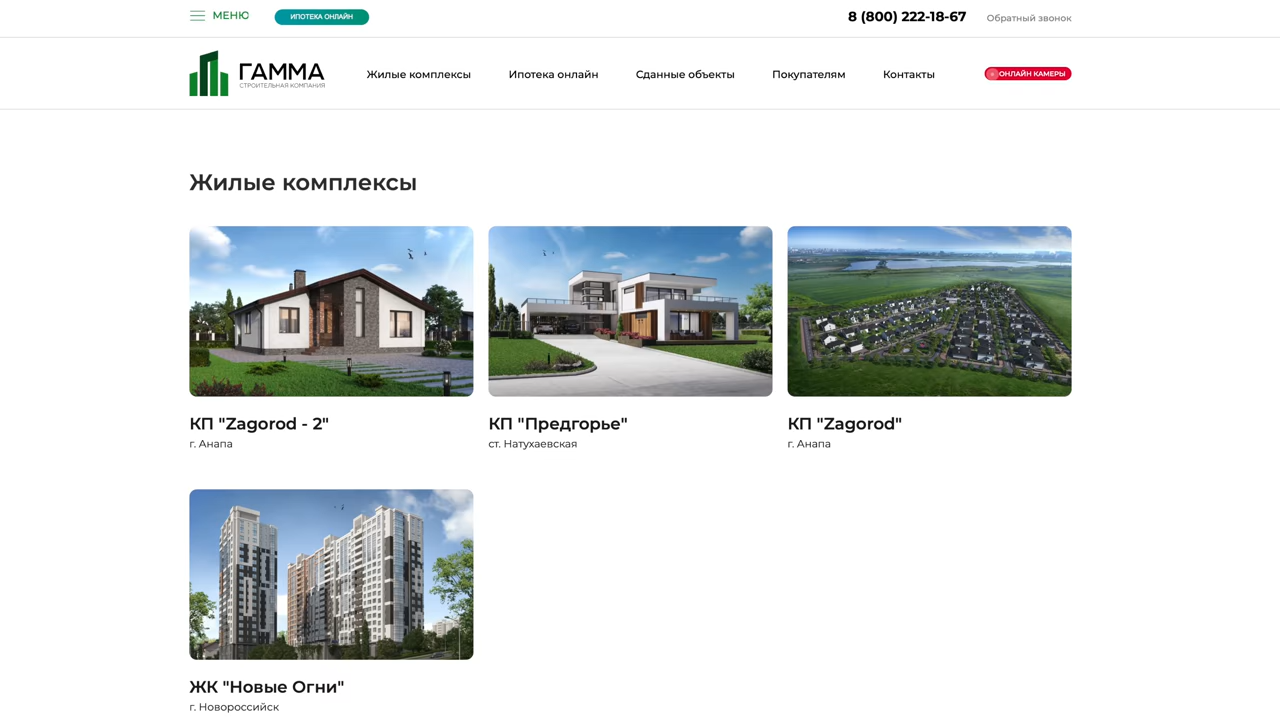 МЕНЮ
ИПОТЕКА ОНЛАЙН
8 (800) 222-18-67
Обратный звонок
ГАММА
СТРОИТЕЛЬНАЯ КОМПАНИЯ
Жилые комплексы
Ипотека онлайн
Сданные объекты
Покупателям
Контакты
ОНЛАЙН КАМЕРЫ
Жилые комплексы
КП "Zagorod - 2"
г. Анапа
КП "Предгорье"
ст. Натухаевская
КП "Zagorod"
г. Анапа
ЖК "Новые Огни"
г. Новороссийск